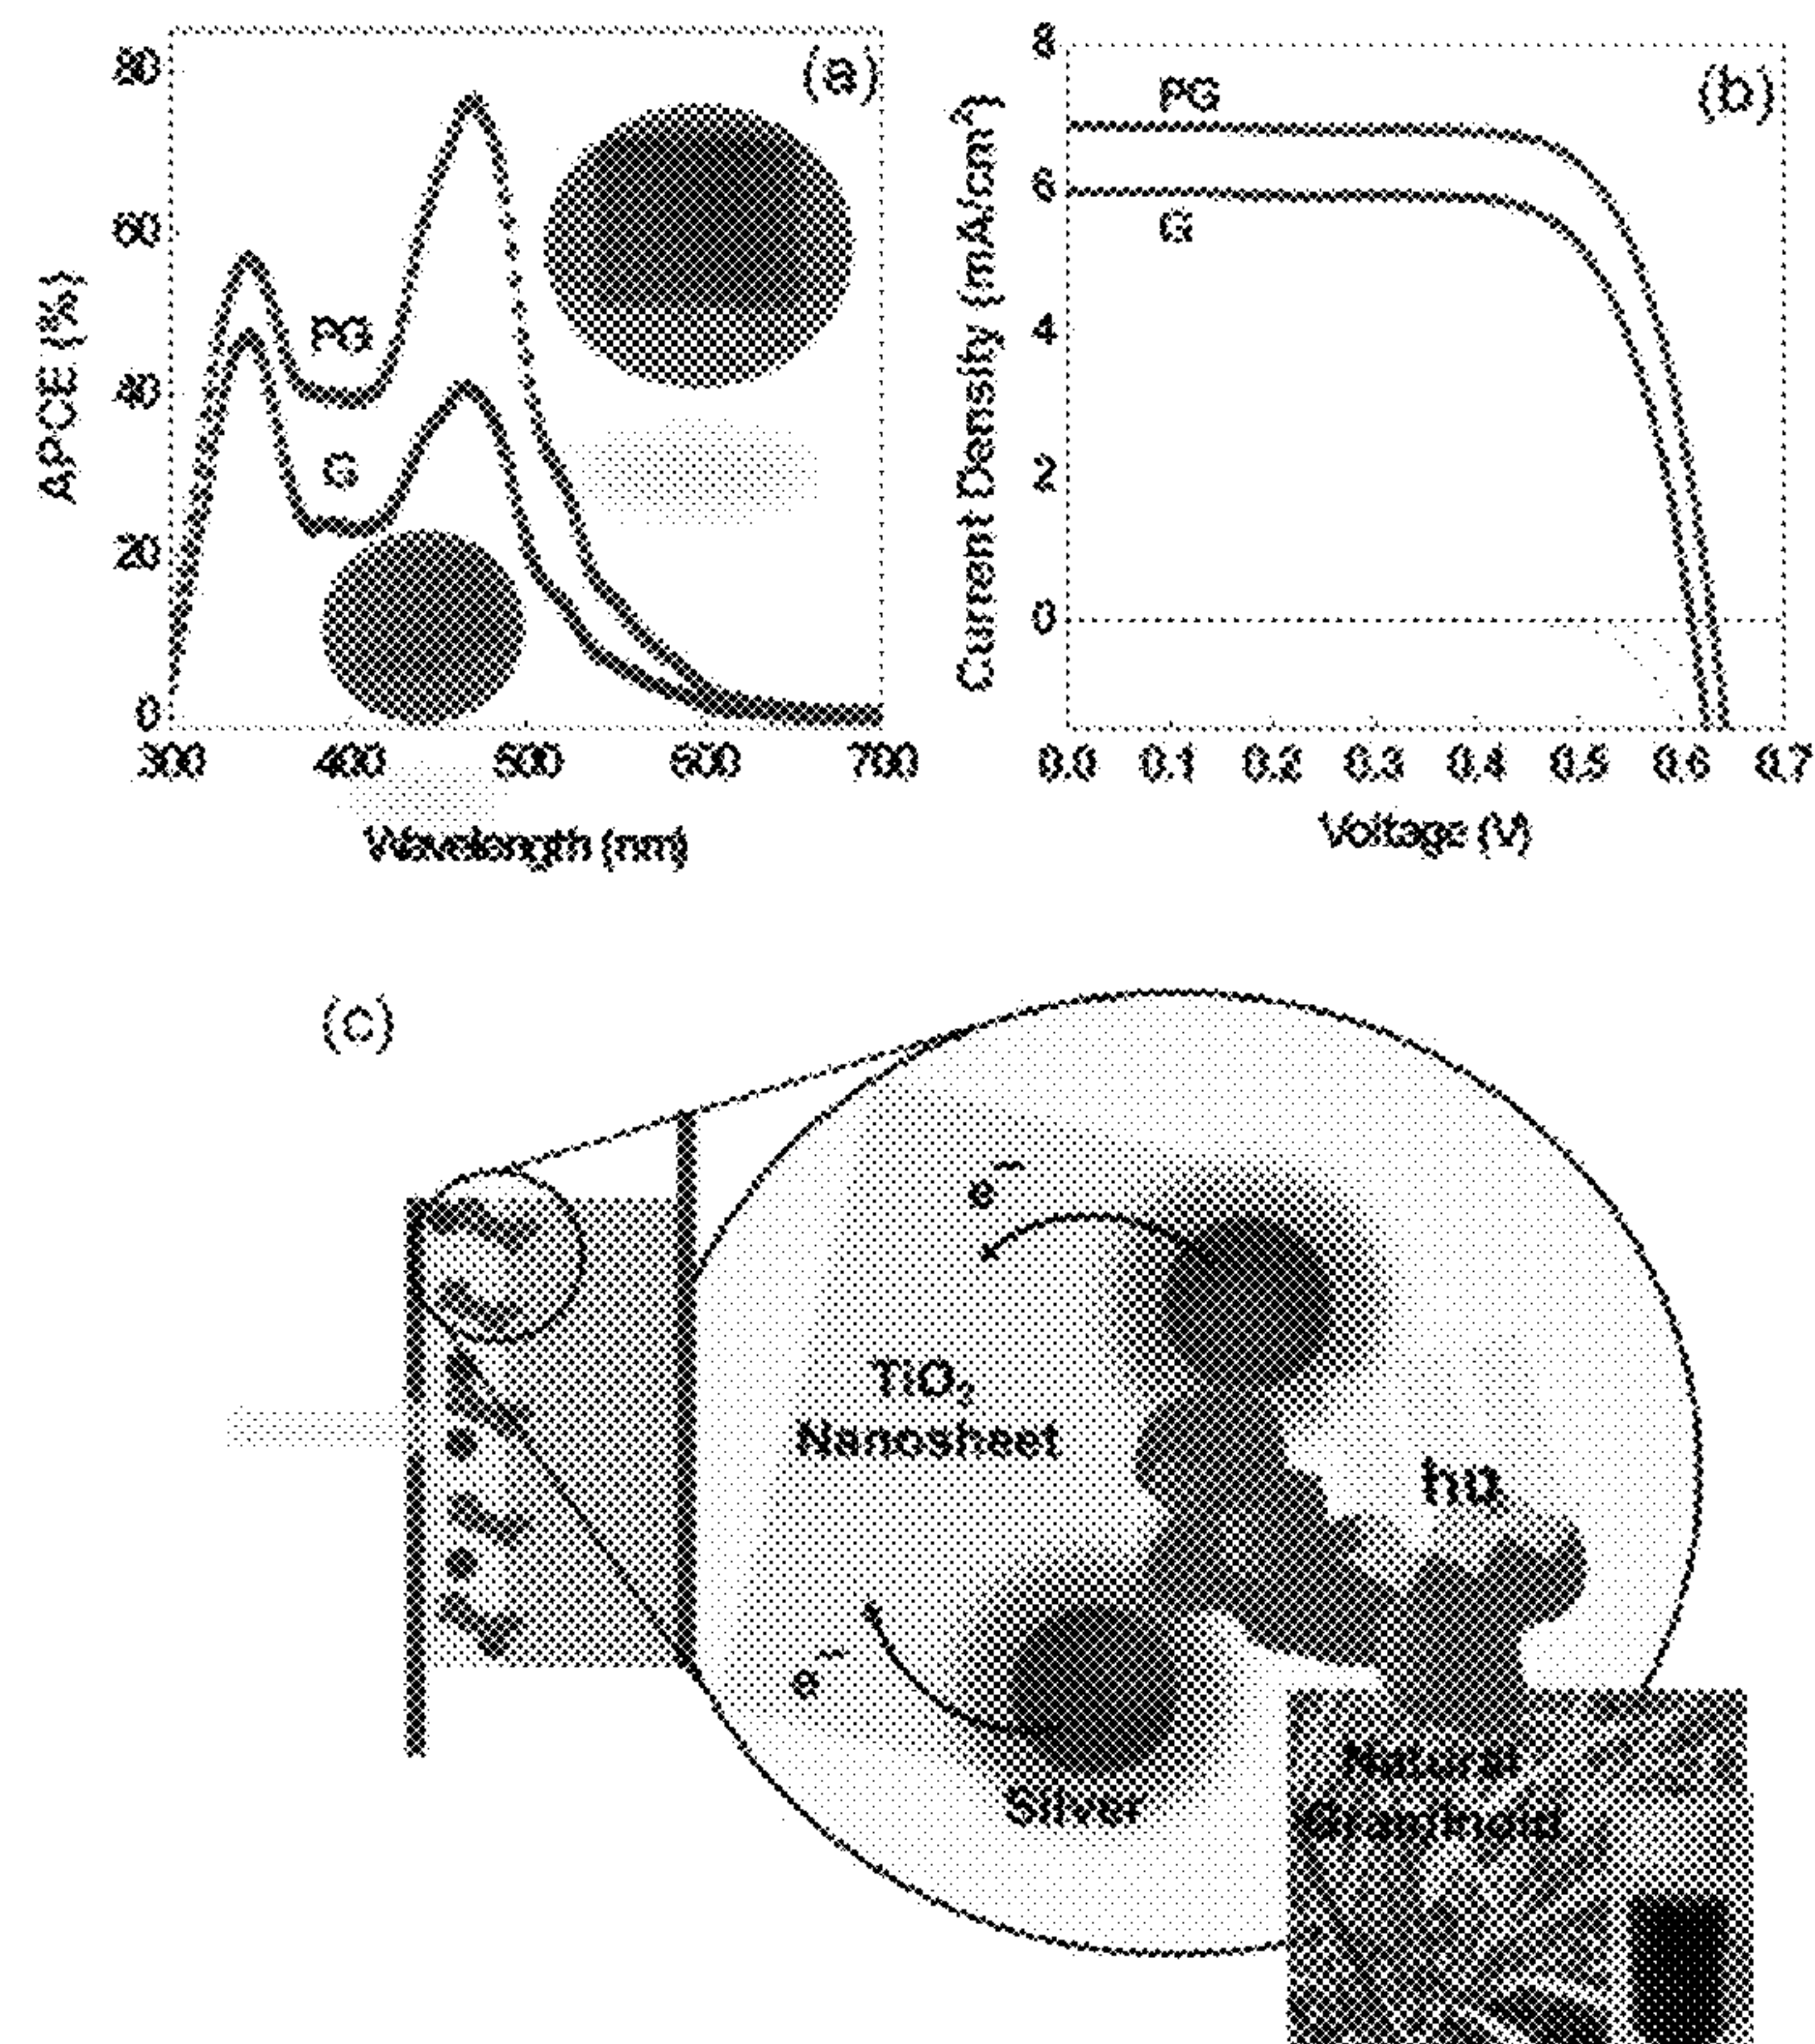 (a)
80
60
40
20
0
APCE (%)
PG
G
300 400 500 600 700
Wavelength (nm)
(b)
8
6
4
2
0
Current Density (mA/cm²)
PG
G
0.0 0.1 0.2 0.3 0.4 0.5 0.6 0.7
Voltage (V)
(c)
e⁻
TiO₂
Nanosheet
hυ
e⁻
Silver
Natural
Graminoid